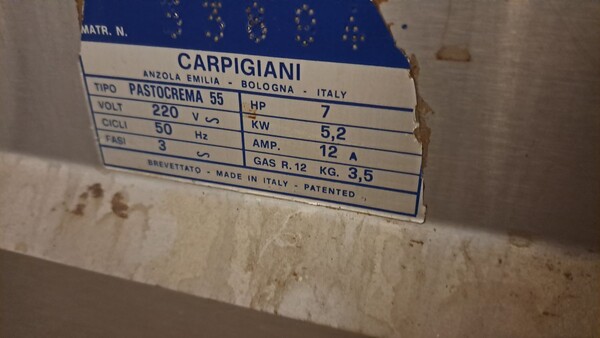 MATR. N. 33604
CARPIGIANI
ANZOLA EMILIA - BOLOGNA - ITALY
TIPO PASTOCREMA 55
VOLT 220 V
CICLI 50 Hz
FASI 3
HP 7
KW 5,2
AMP. 12 A
GAS R.12 KG. 3,5
BREVETTATO - MADE IN ITALY - PATENTED